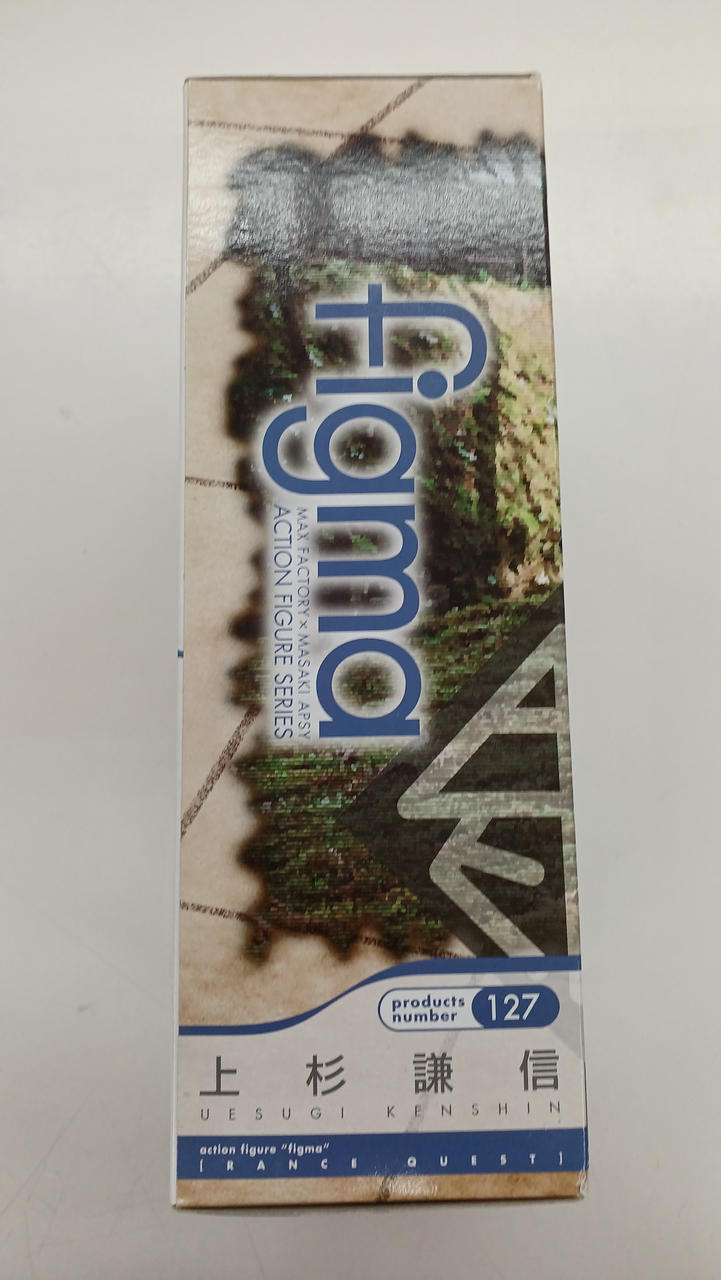 figma
MAX FACTORY × MASAKI APSY
ACTION FIGURE SERIES
products
number
127
上杉謙信
UESUGI KENSHIN
action figure "figma"
[RANCE QUEST]